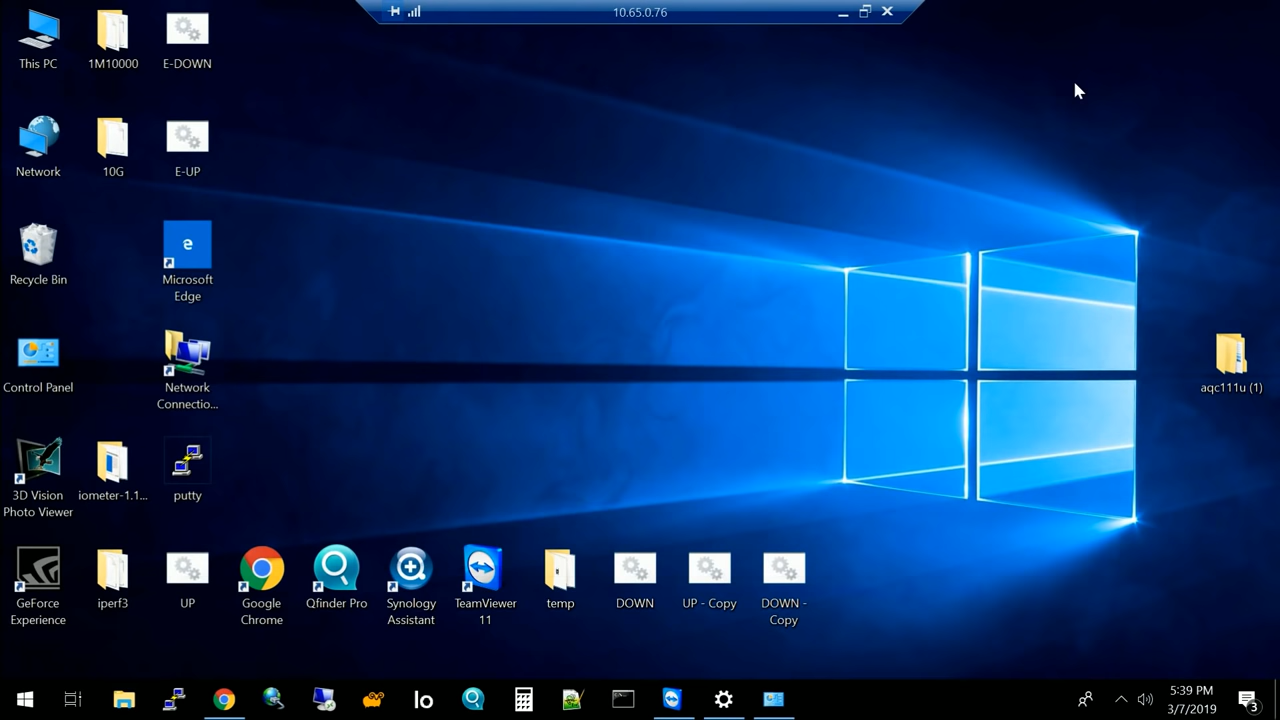 10.65.0.76
This PC
1M10000
E-DOWN
Network
10G
E-UP
Recycle Bin
e
Microsoft
Edge
Control Panel
Network
Connectio...
aqc111u (1)
3D Vision
Photo Viewer
iometer-1.1...
putty
GeForce
Experience
iperf3
UP
Google
Chrome
Qfinder Pro
Synology
Assistant
TeamViewer
11
temp
DOWN
UP - Copy
DOWN -
Copy
Io
5:39 PM
3/7/2019
3